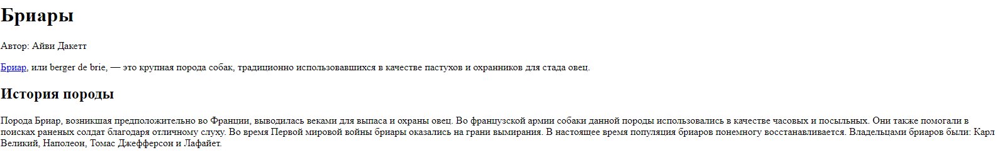 Бриары
Автор: Айви Дакетт
Бриар, или berger de brie, — это крупная порода собак, традиционно использовавшихся в качестве пастухов и охранников для стада овец.
История породы
Порода Бриар, возникшая предположительно во Франции, выводилась веками для выпаса и охраны овец. Во французской армии собаки данной породы использовались в качестве часовых и посыльных. Они также помогали в
поисках раненых солдат благодаря отличному слуху. Во время Первой мировой войны бриары оказались на грани вымирания. В настоящее время популяция бриаров понемногу восстанавливается. Владельцами бриаров были: Карл
Великий, Наполеон, Томас Джефферсон и Лафайет.